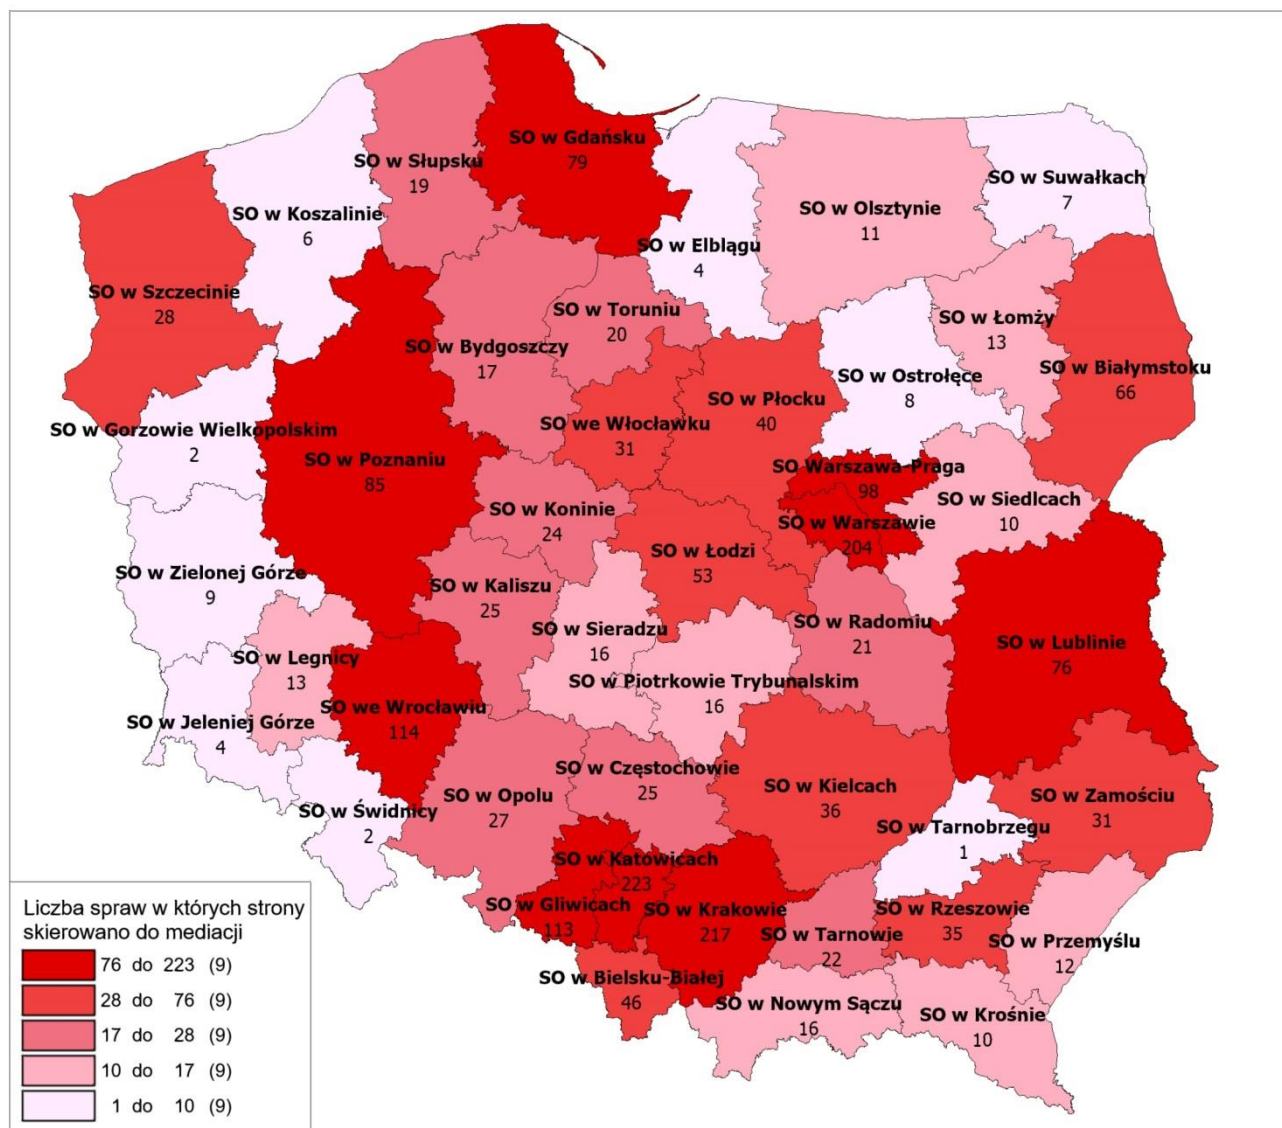 SO w Gdańsku
79
SO w Słupsku
19
SO w Suwałkach
7
SO w Koszalinie
6
SO w Olsztynie
11
SO w Elblągu
4
SO w Szczecinie
28
SO w Toruniu
20
SO w Łomży
13
SO w Bydgoszczy
17
SO w Białymstoku
66
SO w Ostrołęce
8
SO w Płocku
40
SO we Włocławku
31
SO w Gorzowie Wielkopolskim
2
SO w Poznaniu
85
SO Warszawa-Praga
98
SO w Siedlcach
10
SO w Koninie
24
SO w Warszawie
204
SO w Łodzi
53
SO w Zielonej Górze
9
SO w Kaliszu
25
SO w Sieradzu
16
SO w Radomiu
21
SO w Lublinie
76
SO w Legnicy
13
SO w Piotrkowie Trybunalskim
16
SO we Wrocławiu
114
SO w Jeleniej Górze
4
SO w Częstochowie
25
SO w Kielcach
36
SO w Opolu
27
SO w Zamościu
31
SO w Świdnicy
2
SO w Tarnobrzegu
1
SO w Katowicach
223
SO w Gliwicach
113
SO w Krakowie
217
SO w Rzeszowie
35
SO w Tarnowie
22
SO w Przemyślu
12
SO w Bielsku-Białej
46
SO w Nowym Sączu
16
SO w Krośnie
10
Liczba spraw w których strony
skierowano do mediacji
76 do 223 (9)
28 do 76 (9)
17 do 28 (9)
10 do 17 (9)
1 do 10 (9)